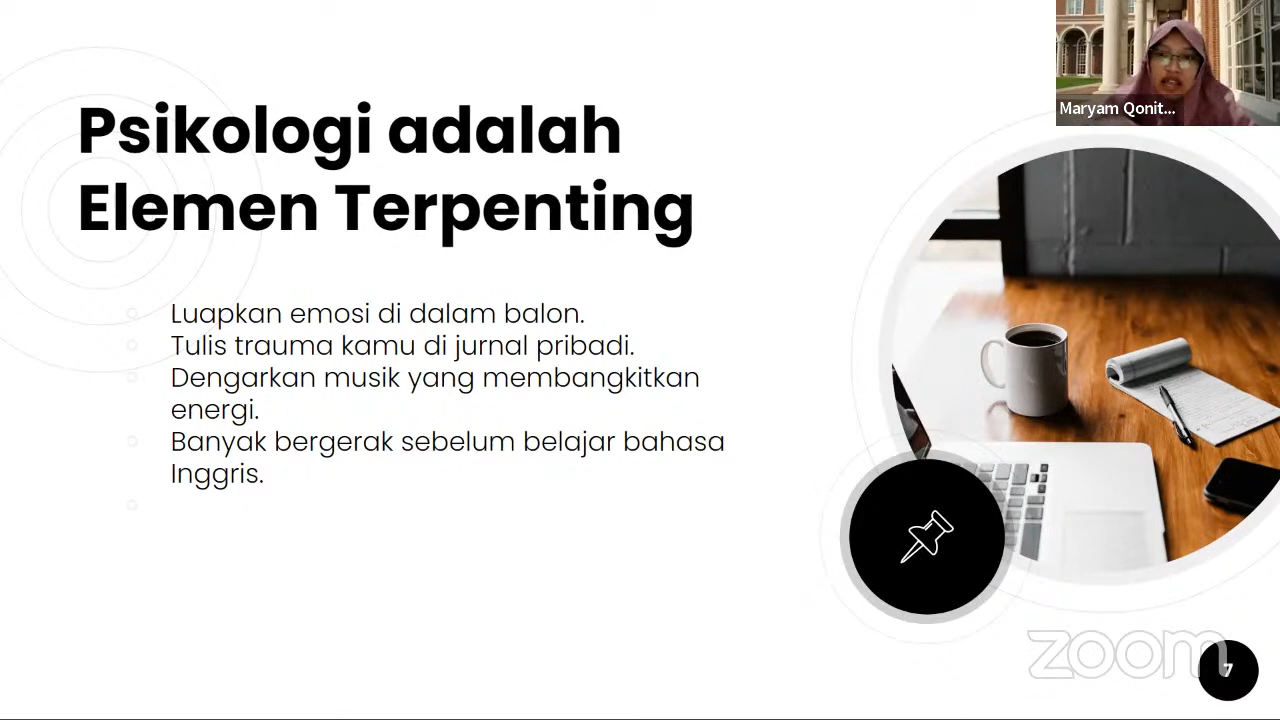 Maryam Qonit...
Psikologi adalah
Elemen Terpenting
Luapkan emosi di dalam balon.
Tulis trauma kamu di jurnal pribadi.
Dengarkan musik yang membangkitkan
energi.
Banyak bergerak sebelum belajar bahasa
Inggris.
zoom
7